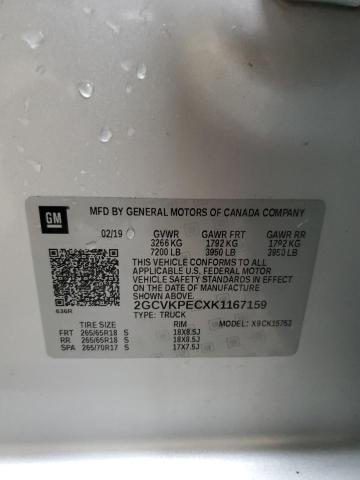 GM
MFD BY GENERAL MOTORS OF CANADA COMPANY
02/19 GVWR GAWR FRT GAWR RR
3266 KG 1792 KG 1792 KG
7200 LB 3950 LB 3950 LB
THIS VEHICLE CONFORMS TO ALL
APPLICABLE U.S. FEDERAL MOTOR
VEHICLE SAFETY STANDARDS IN
EFFECT ON THE DATE OF
MANUFACTURE SHOWN ABOVE.
2GCVKPECXK1167159
636R TYPE: TRUCK
TIRE SIZE RIM MODEL: X9CK15753
FRT 265/65R18 S 18X8.5J
RR 265/65R18 S 18X8.5J
SPA 265/70R17 S 17X7.5J